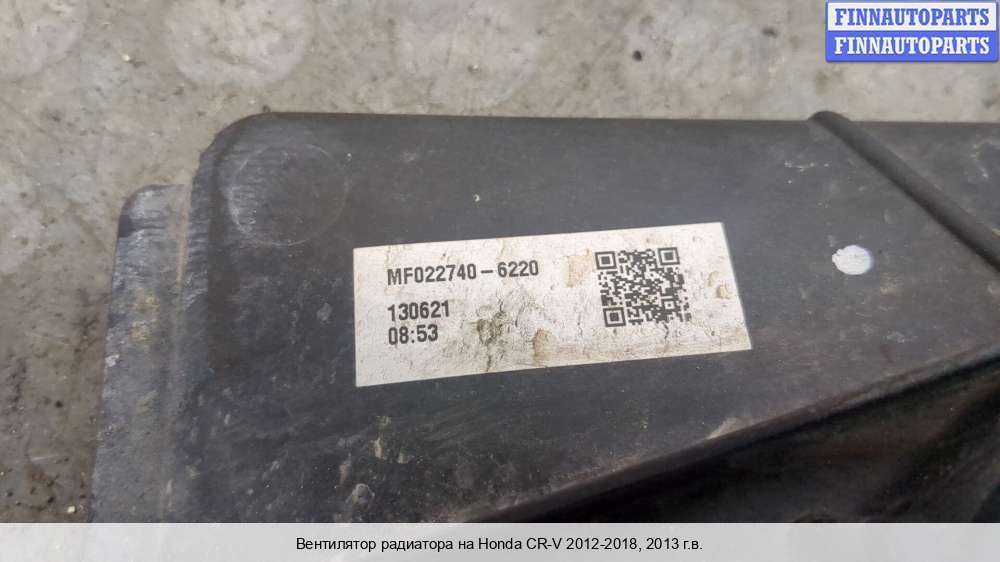 FINNAUTOPARTS
FINNAUTOPARTS
MF022740-6220
130621
08:53
Вентилятор радиатора на Honda CR-V 2012-2018, 2013 г.в.